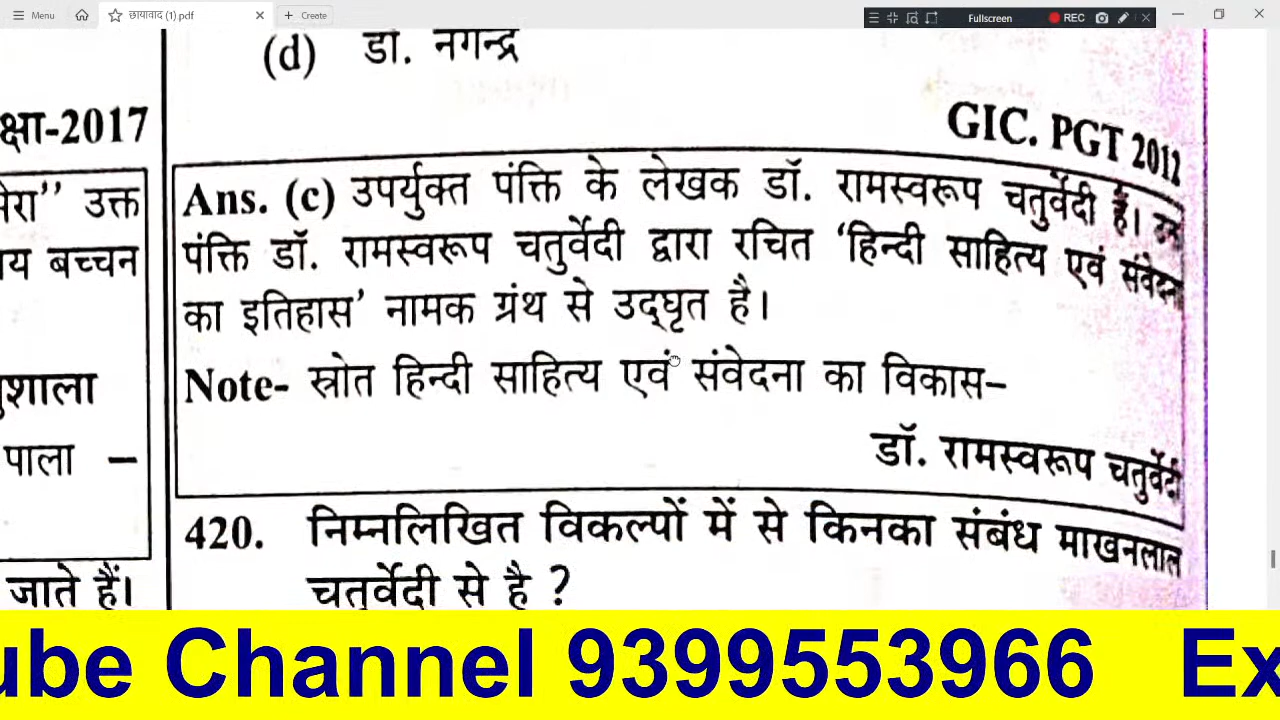 Menu
छायावाद (1).pdf
Create
Fullscreen
REC
(d) डॉ. नगेन्द्र
GIC. PGT 2012
क्षा-2017
Ans. (c) उपर्युक्त पंक्ति के लेखक डॉ. रामस्वरूप चतुर्वेदी हैं।
पंक्ति डॉ. रामस्वरूप चतुर्वेदी द्वारा रचित ‘हिन्दी साहित्य एवं संवेदना
का इतिहास’ नामक ग्रंथ से उद्घृत है।
Note- स्रोत हिन्दी साहित्य एवं संवेदना का विकास–
डॉ. रामस्वरूप चतुर्वेदी
420. निम्नलिखित विकल्पों में से किनका संबंध माखनलाल
चतुर्वेदी से है ?
मेरा’’ उक्त
य बच्चन
पाला –
जाते हैं।
ube Channel 9399553966 Ex